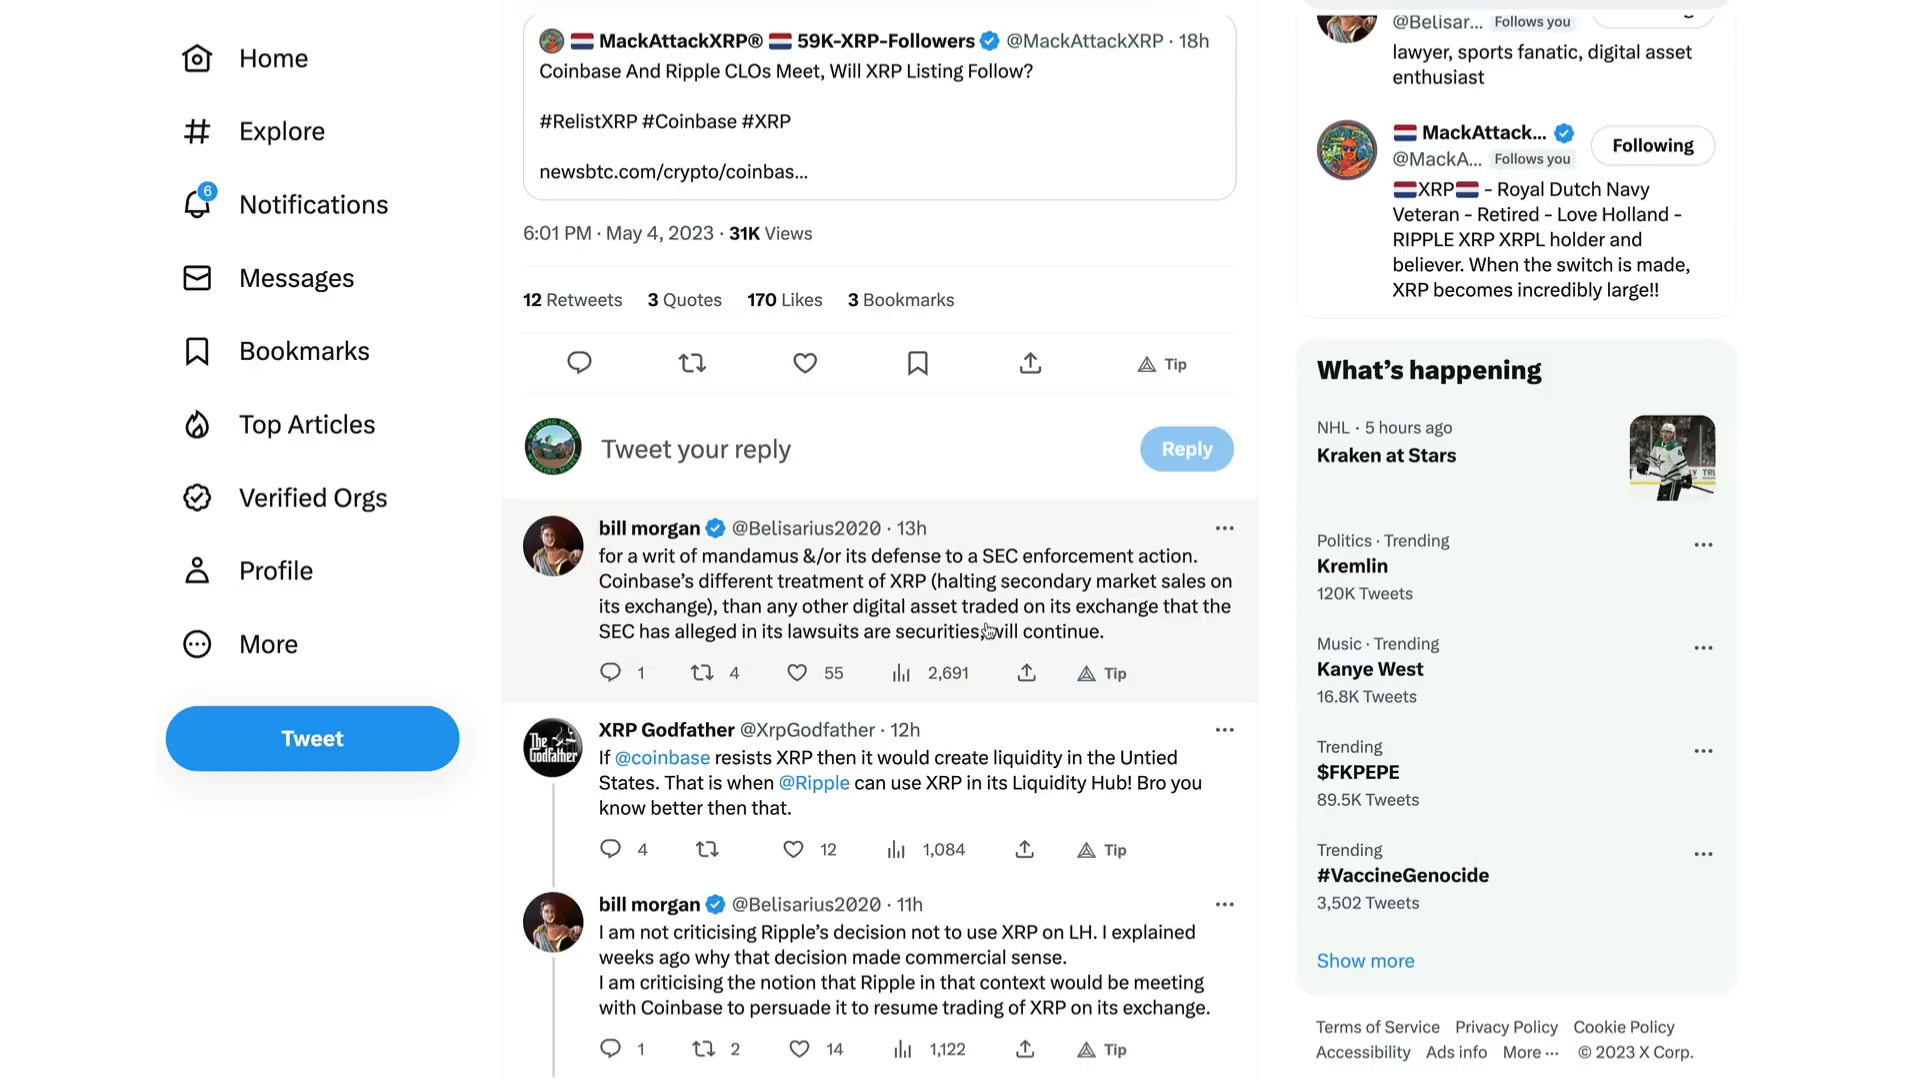 Home
Explore
6
Notifications
Messages
Bookmarks
Top Articles
Verified Orgs
Profile
More
Tweet
MackAttackXRP® 59K-XRP-Followers @MackAttackXRP · 18h
Coinbase And Ripple CLOs Meet, Will XRP Listing Follow?
#RelistXRP #Coinbase #XRP
newsbtc.com/crypto/coinbas...
6:01 PM · May 4, 2023 · 31K Views
12 Retweets 3 Quotes 170 Likes 3 Bookmarks
Tip
Tweet your reply
Reply
bill morgan @Belisarius2020 · 13h
for a writ of mandamus &/or its defense to a SEC enforcement action.
Coinbase's different treatment of XRP (halting secondary market sales on
its exchange), than any other digital asset traded on its exchange that the
SEC has alleged in its lawsuits are securities, will continue.
1 4 55 2,691 Tip
The Godfather
XRP Godfather @XrpGodfather · 12h
If @coinbase resists XRP then it would create liquidity in the Untied
States. That is when @Ripple can use XRP in its Liquidity Hub! Bro you
know better then that.
4 12 1,084 Tip
bill morgan @Belisarius2020 · 11h
I am not criticising Ripple's decision not to use XRP on LH. I explained
weeks ago why that decision made commercial sense.
I am criticising the notion that Ripple in that context would be meeting
with Coinbase to persuade it to resume trading of XRP on its exchange.
1 2 14 1,122 Tip
@Belisar... Follows you
lawyer, sports fanatic, digital asset
enthusiast
MackAttack...
@MackA... Follows you
Following
XRP - Royal Dutch Navy
Veteran - Retired - Love Holland -
RIPPLE XRP XRPL holder and
believer. When the switch is made,
XRP becomes incredibly large!!
What's happening
NHL · 5 hours ago
Kraken at Stars
Politics · Trending
Kremlin
120K Tweets
Music · Trending
Kanye West
16.8K Tweets
Trending
$FKPEPE
89.5K Tweets
Trending
#VaccineGenocide
3,502 Tweets
Show more
Terms of Service Privacy Policy Cookie Policy
Accessibility Ads info More ··· © 2023 X Corp.